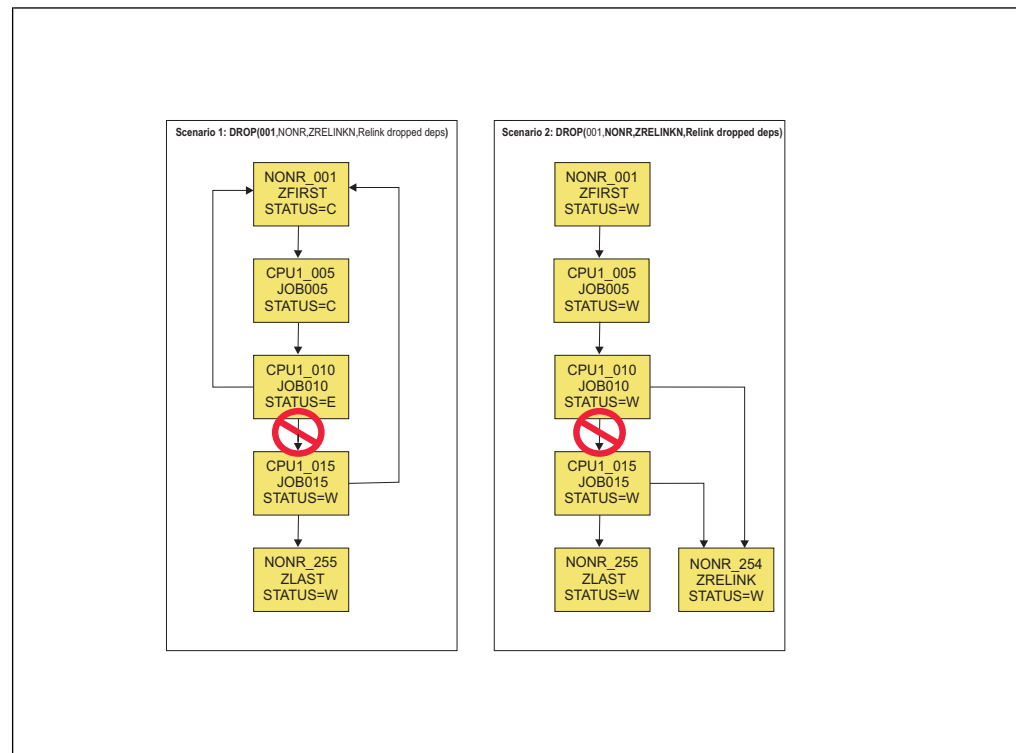 Scenario 1: DROP(001,NONR,ZRELINKN,Relink dropped deps)
NONR_001
ZFIRST
STATUS=C
CPU1_005
JOB005
STATUS=C
CPU1_010
JOB010
STATUS=E
CPU1_015
JOB015
STATUS=W
NONR_255
ZLAST
STATUS=W
Scenario 2: DROP(001,NONR,ZRELINKN,Relink dropped deps)
NONR_001
ZFIRST
STATUS=W
CPU1_005
JOB005
STATUS=W
CPU1_010
JOB010
STATUS=W
CPU1_015
JOB015
STATUS=W
NONR_255
ZLAST
STATUS=W
NONR_254
ZRELINK
STATUS=W